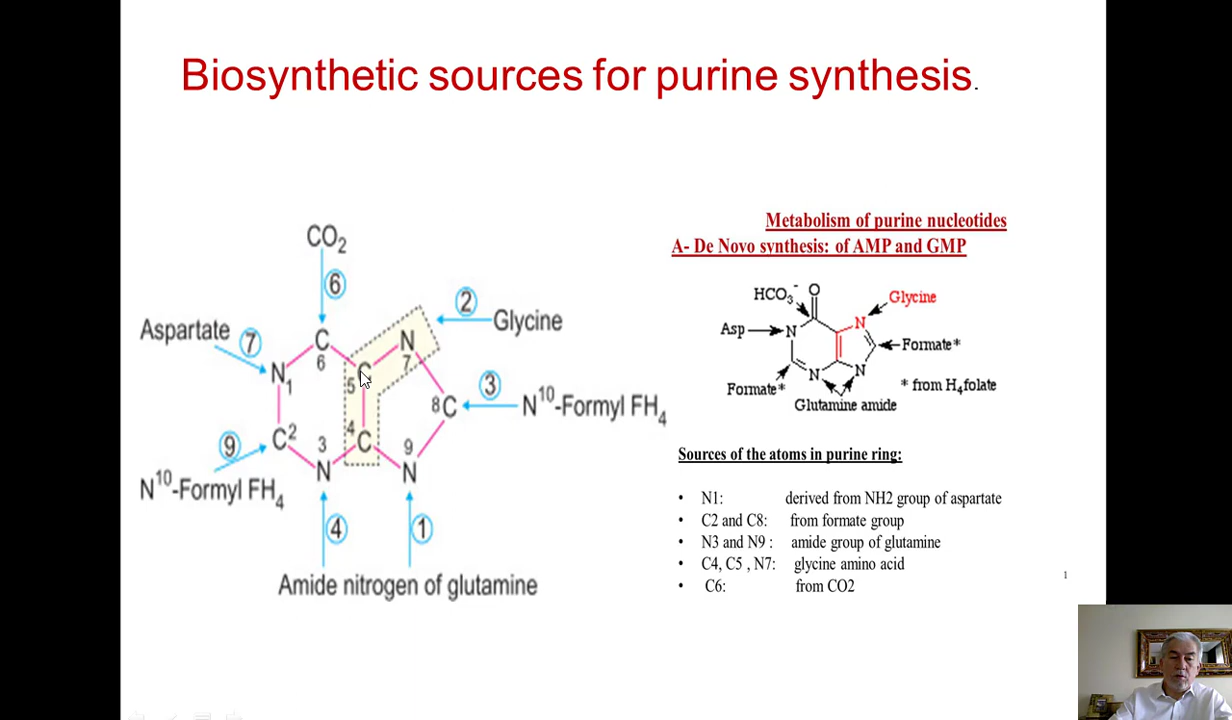 Biosynthetic sources for purine synthesis.
CO2
6
Aspartate 7
2
Glycine
C
6
N
7
N1
C
5
3
8C
N10-Formyl FH4
4
C
9
C2
3
N
9
N
N10-Formyl FH4
4
1
Amide nitrogen of glutamine
Metabolism of purine nucleotides
A- De Novo synthesis: of AMP and GMP
HCO3-
O
Glycine
Asp
N
N
Formate*
N
N
Formate*
* from H4folate
Glutamine amide
Sources of the atoms in purine ring:
• N1: derived from NH2 group of aspartate
• C2 and C8: from formate group
• N3 and N9 : amide group of glutamine
• C4, C5 , N7: glycine amino acid
• C6: from CO2
1